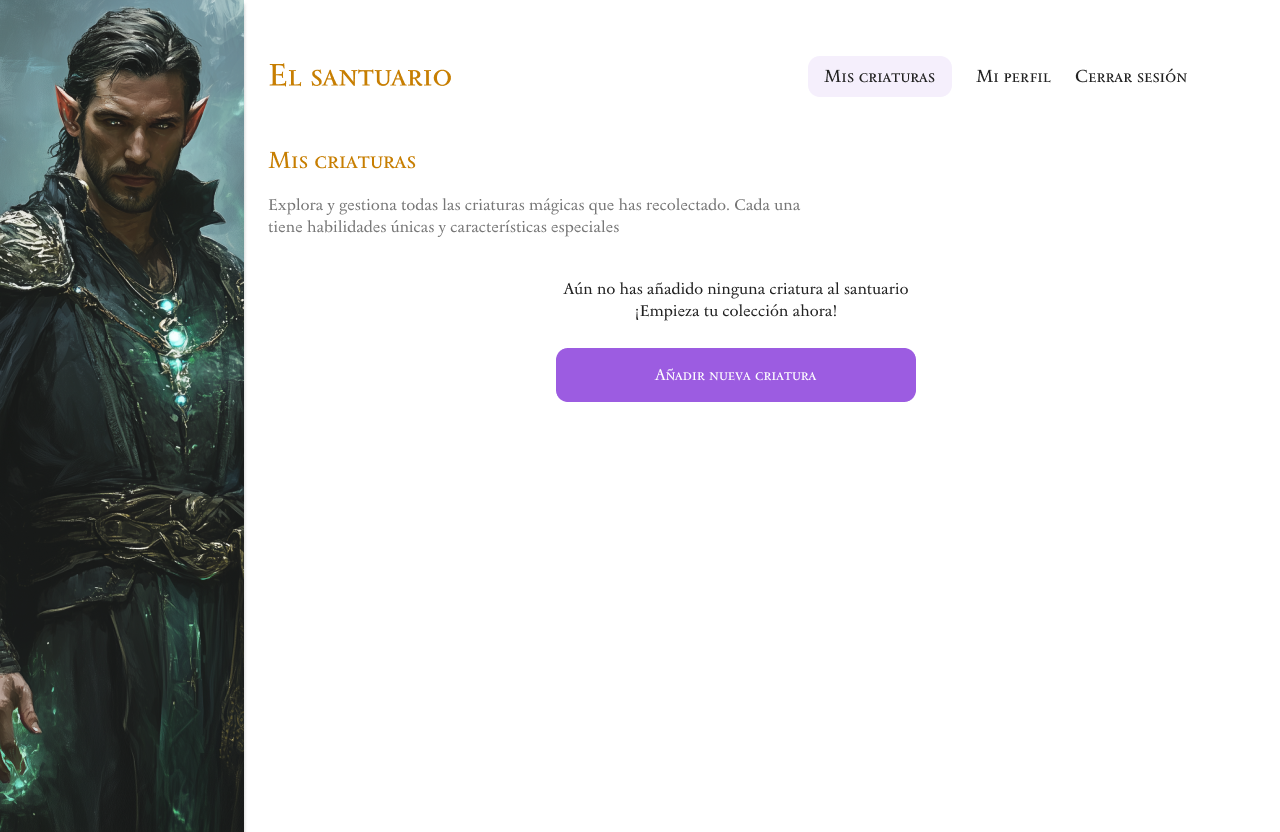 El santuario
Mis criaturas
Mi perfil
Cerrar sesión
Mis criaturas
Explora y gestiona todas las criaturas mágicas que has recolectado. Cada una
tiene habilidades únicas y características especiales
Aún no has añadido ninguna criatura al santuario
¡Empieza tu colección ahora!
Añadir nueva criatura